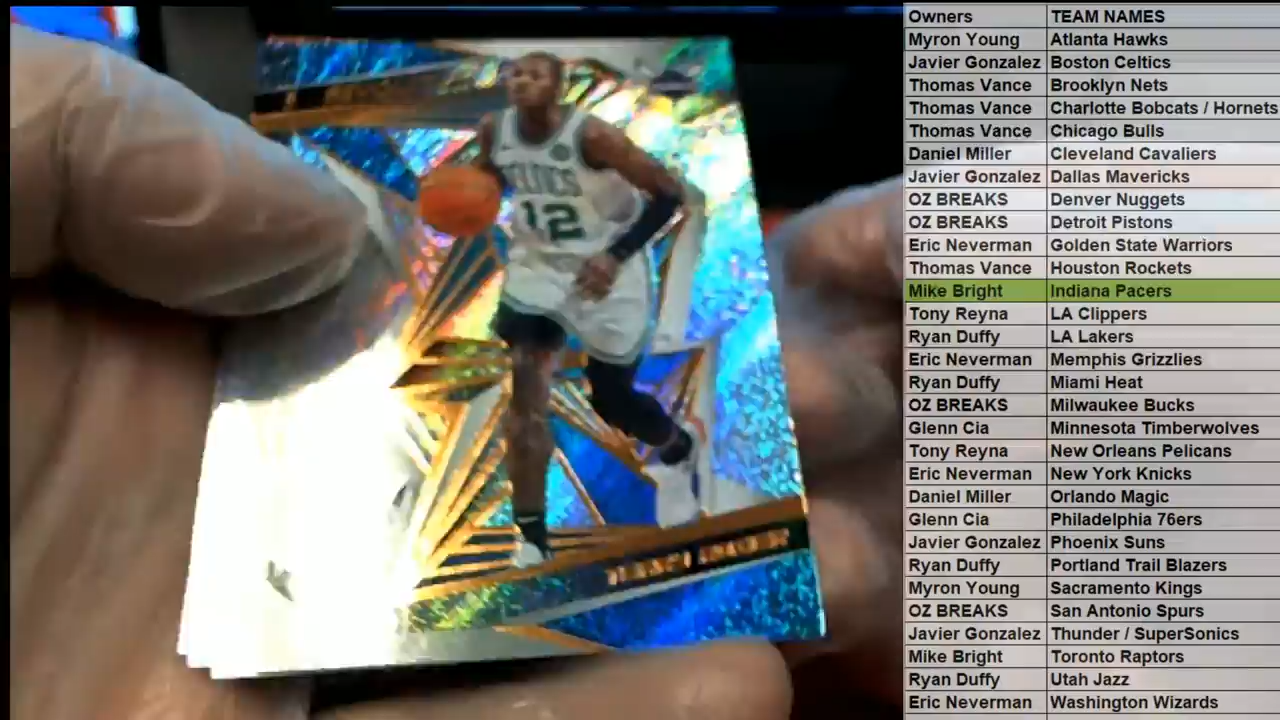 CELTICS
12
Owners TEAM NAMES
Myron Young Atlanta Hawks
Javier Gonzalez Boston Celtics
Thomas Vance Brooklyn Nets
Thomas Vance Charlotte Bobcats / Hornets
Thomas Vance Chicago Bulls
Daniel Miller Cleveland Cavaliers
Javier Gonzalez Dallas Mavericks
OZ BREAKS Denver Nuggets
OZ BREAKS Detroit Pistons
Eric Neverman Golden State Warriors
Thomas Vance Houston Rockets
Mike Bright Indiana Pacers
Tony Reyna LA Clippers
Ryan Duffy LA Lakers
Eric Neverman Memphis Grizzlies
Ryan Duffy Miami Heat
OZ BREAKS Milwaukee Bucks
Glenn Cia Minnesota Timberwolves
Tony Reyna New Orleans Pelicans
Eric Neverman New York Knicks
Daniel Miller Orlando Magic
Glenn Cia Philadelphia 76ers
Javier Gonzalez Phoenix Suns
Ryan Duffy Portland Trail Blazers
Myron Young Sacramento Kings
OZ BREAKS San Antonio Spurs
Javier Gonzalez Thunder / SuperSonics
Mike Bright Toronto Raptors
Ryan Duffy Utah Jazz
Eric Neverman Washington Wizards